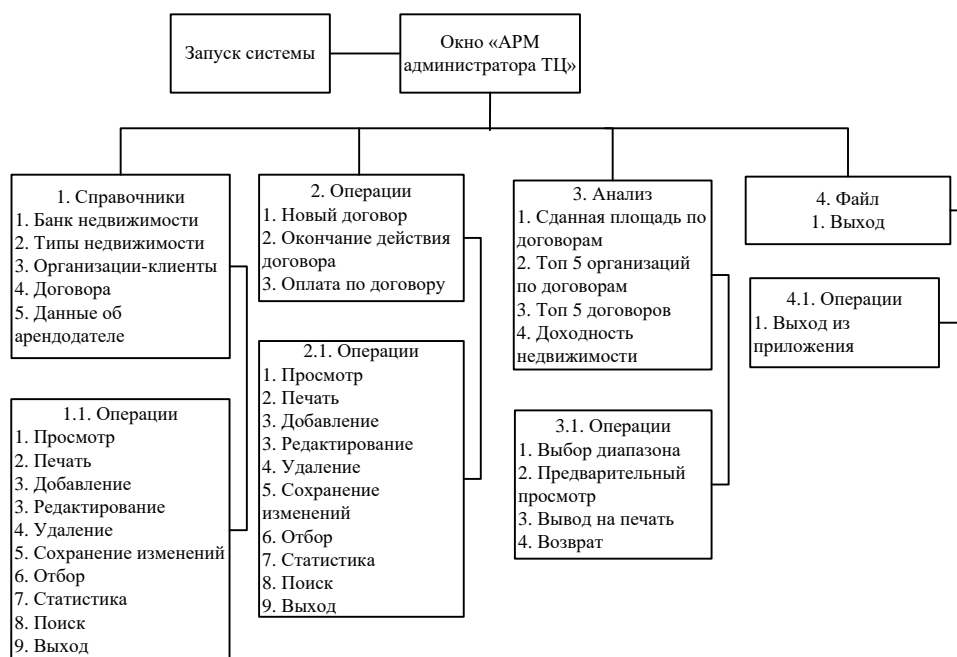 Запуск системы
Окно «АРМ
администратора ТЦ»
1. Справочники
1. Банк недвижимости
2. Типы недвижимости
3. Организации-клиенты
4. Договора
5. Данные об
арендодателе
1.1. Операции
1. Просмотр
2. Печать
3. Добавление
3. Редактирование
4. Удаление
5. Сохранение изменений
6. Отбор
7. Статистика
8. Поиск
9. Выход
2. Операции
1. Новый договор
2. Окончание действия
договора
3. Оплата по договору
2.1. Операции
1. Просмотр
2. Печать
3. Добавление
3. Редактирование
4. Удаление
5. Сохранение
изменений
6. Отбор
7. Статистика
8. Поиск
9. Выход
3. Анализ
1. Сданная площадь по
договорам
2. Топ 5 организаций
по договорам
3. Топ 5 договоров
4. Доходность
недвижимости
3.1. Операции
1. Выбор диапазона
2. Предварительный
просмотр
3. Вывод на печать
4. Возврат
4. Файл
1. Выход
4.1. Операции
1. Выход из
приложения